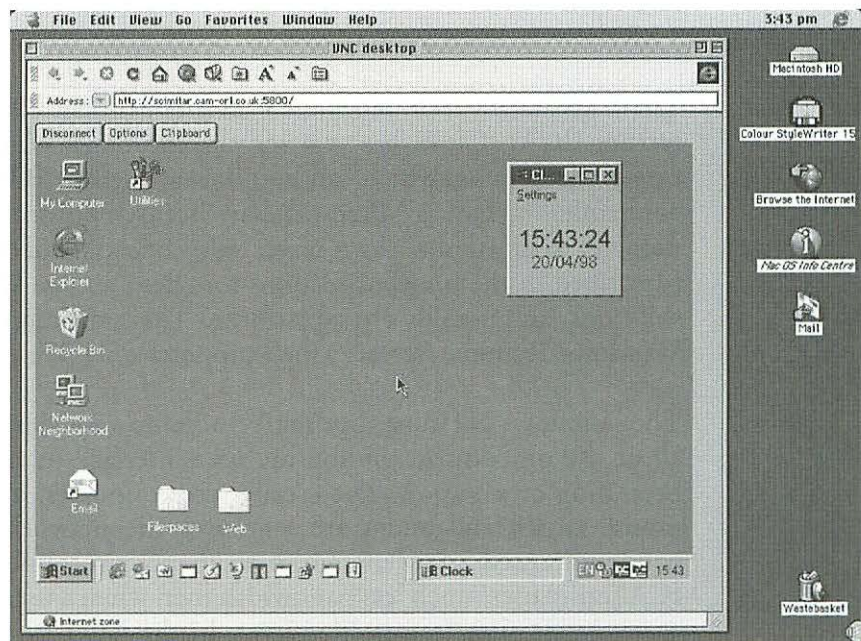 File Edit View Go Favorites Window Help 3:43 pm
VNC desktop
Address: http://scimitar.cam-orl.co.uk:5800/
Disconnect Options Clipboard
My Computer
Utilities
Internet
Explorer
Recycle Bin
Network
Neighborhood
Email
Filespaces
Web
Cl...
Settings
15:43:24
20/04/98
Start
Clock
15:43
Internet zone
Macintosh HD
Colour StyleWriter 15
Browse the Internet
Mac OS Info Centre
Mail
Wastebasket